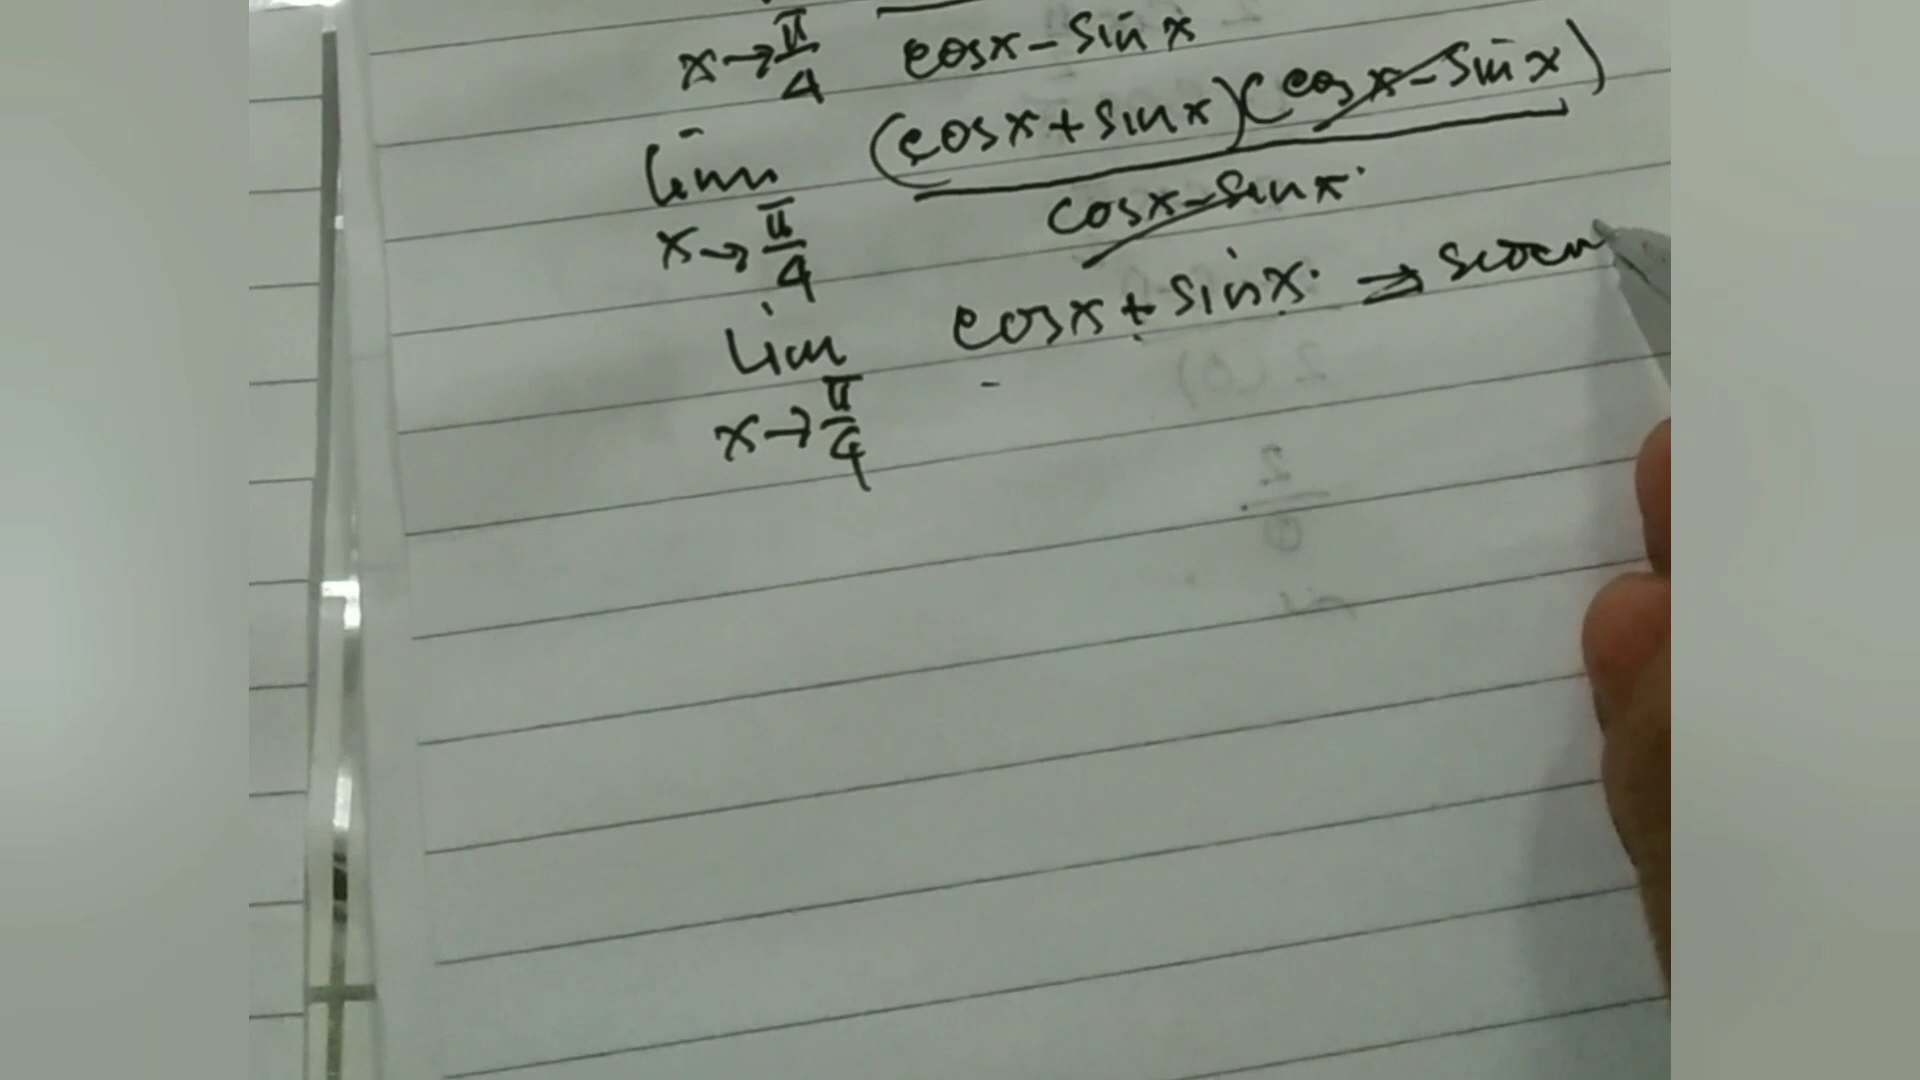 x→π/4 cosx-sinx
lim (cosx+sinx)(cosx-sinx)
x→π/4 cosx-sinx
lim cosx+sinx. ⇒
x→π/4